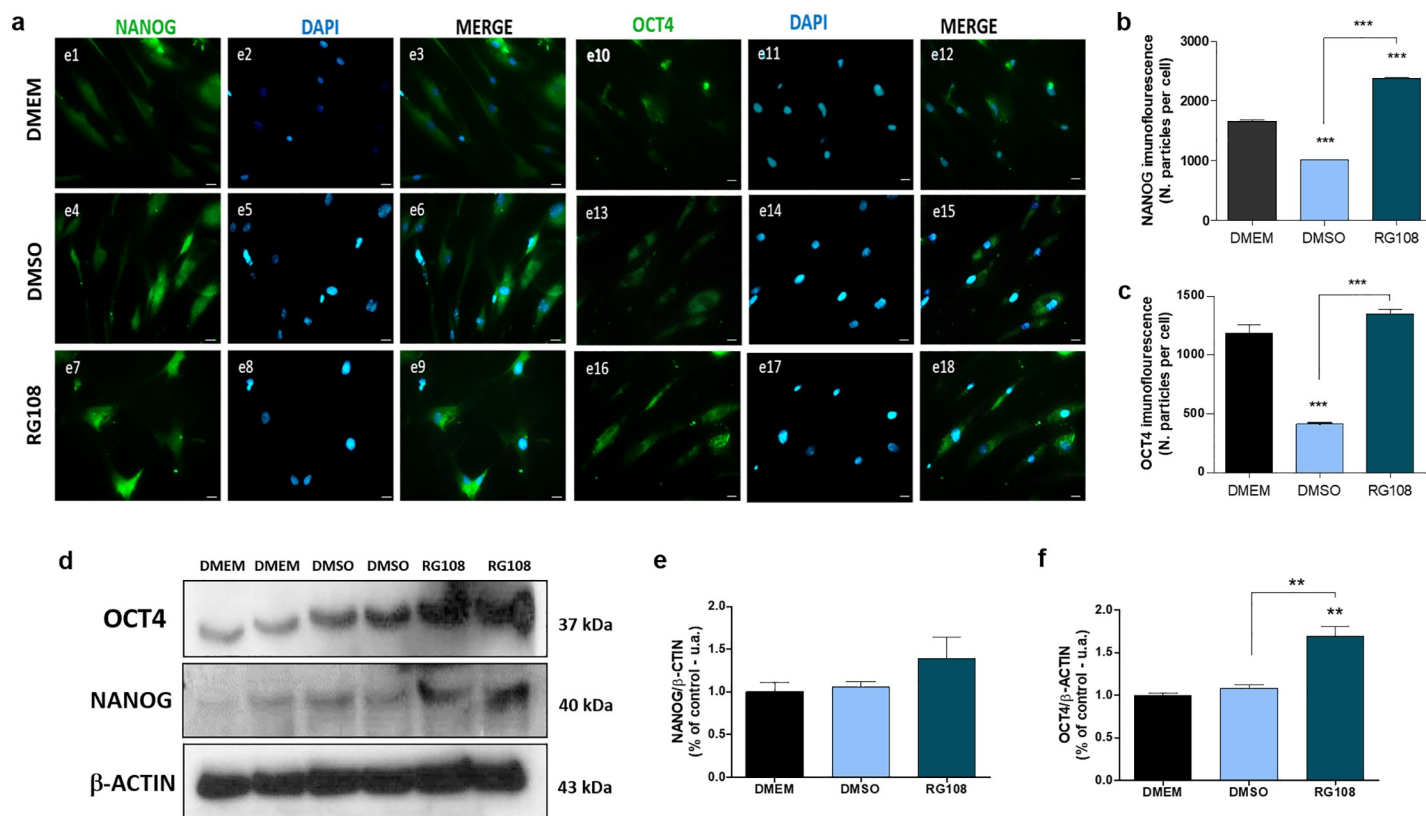 a
NANOG DAPI MERGE OCT4 DAPI MERGE
DMEM
e1 e2 e3 e10 e11 e12
DMSO
e4 e5 e6 e13 e14 e15
RG108
e7 e8 e9 e16 e17 e18
b
NANOG imunoflourescence
(N. particles per cell)
3000
2000
1000
0
***
***
***
DMEM DMSO RG108
c
OCT4 imunoflourescence
(N. particles per cell)
1500
1000
500
0
***
***
DMEM DMSO RG108
d
DMEM DMEM DMSO DMSO RG108 RG108
OCT4 37 kDa
NANOG 40 kDa
β-ACTIN 43 kDa
e
NANOG/β-CTIN
(% of control - u.a.)
2.0
1.5
1.0
0.5
0.0
DMEM DMSO RG108
f
OCT4/β-ACTIN
(% of control - u.a.)
2.0
1.5
1.0
0.5
0.0
**
**
DMEM DMSO RG108